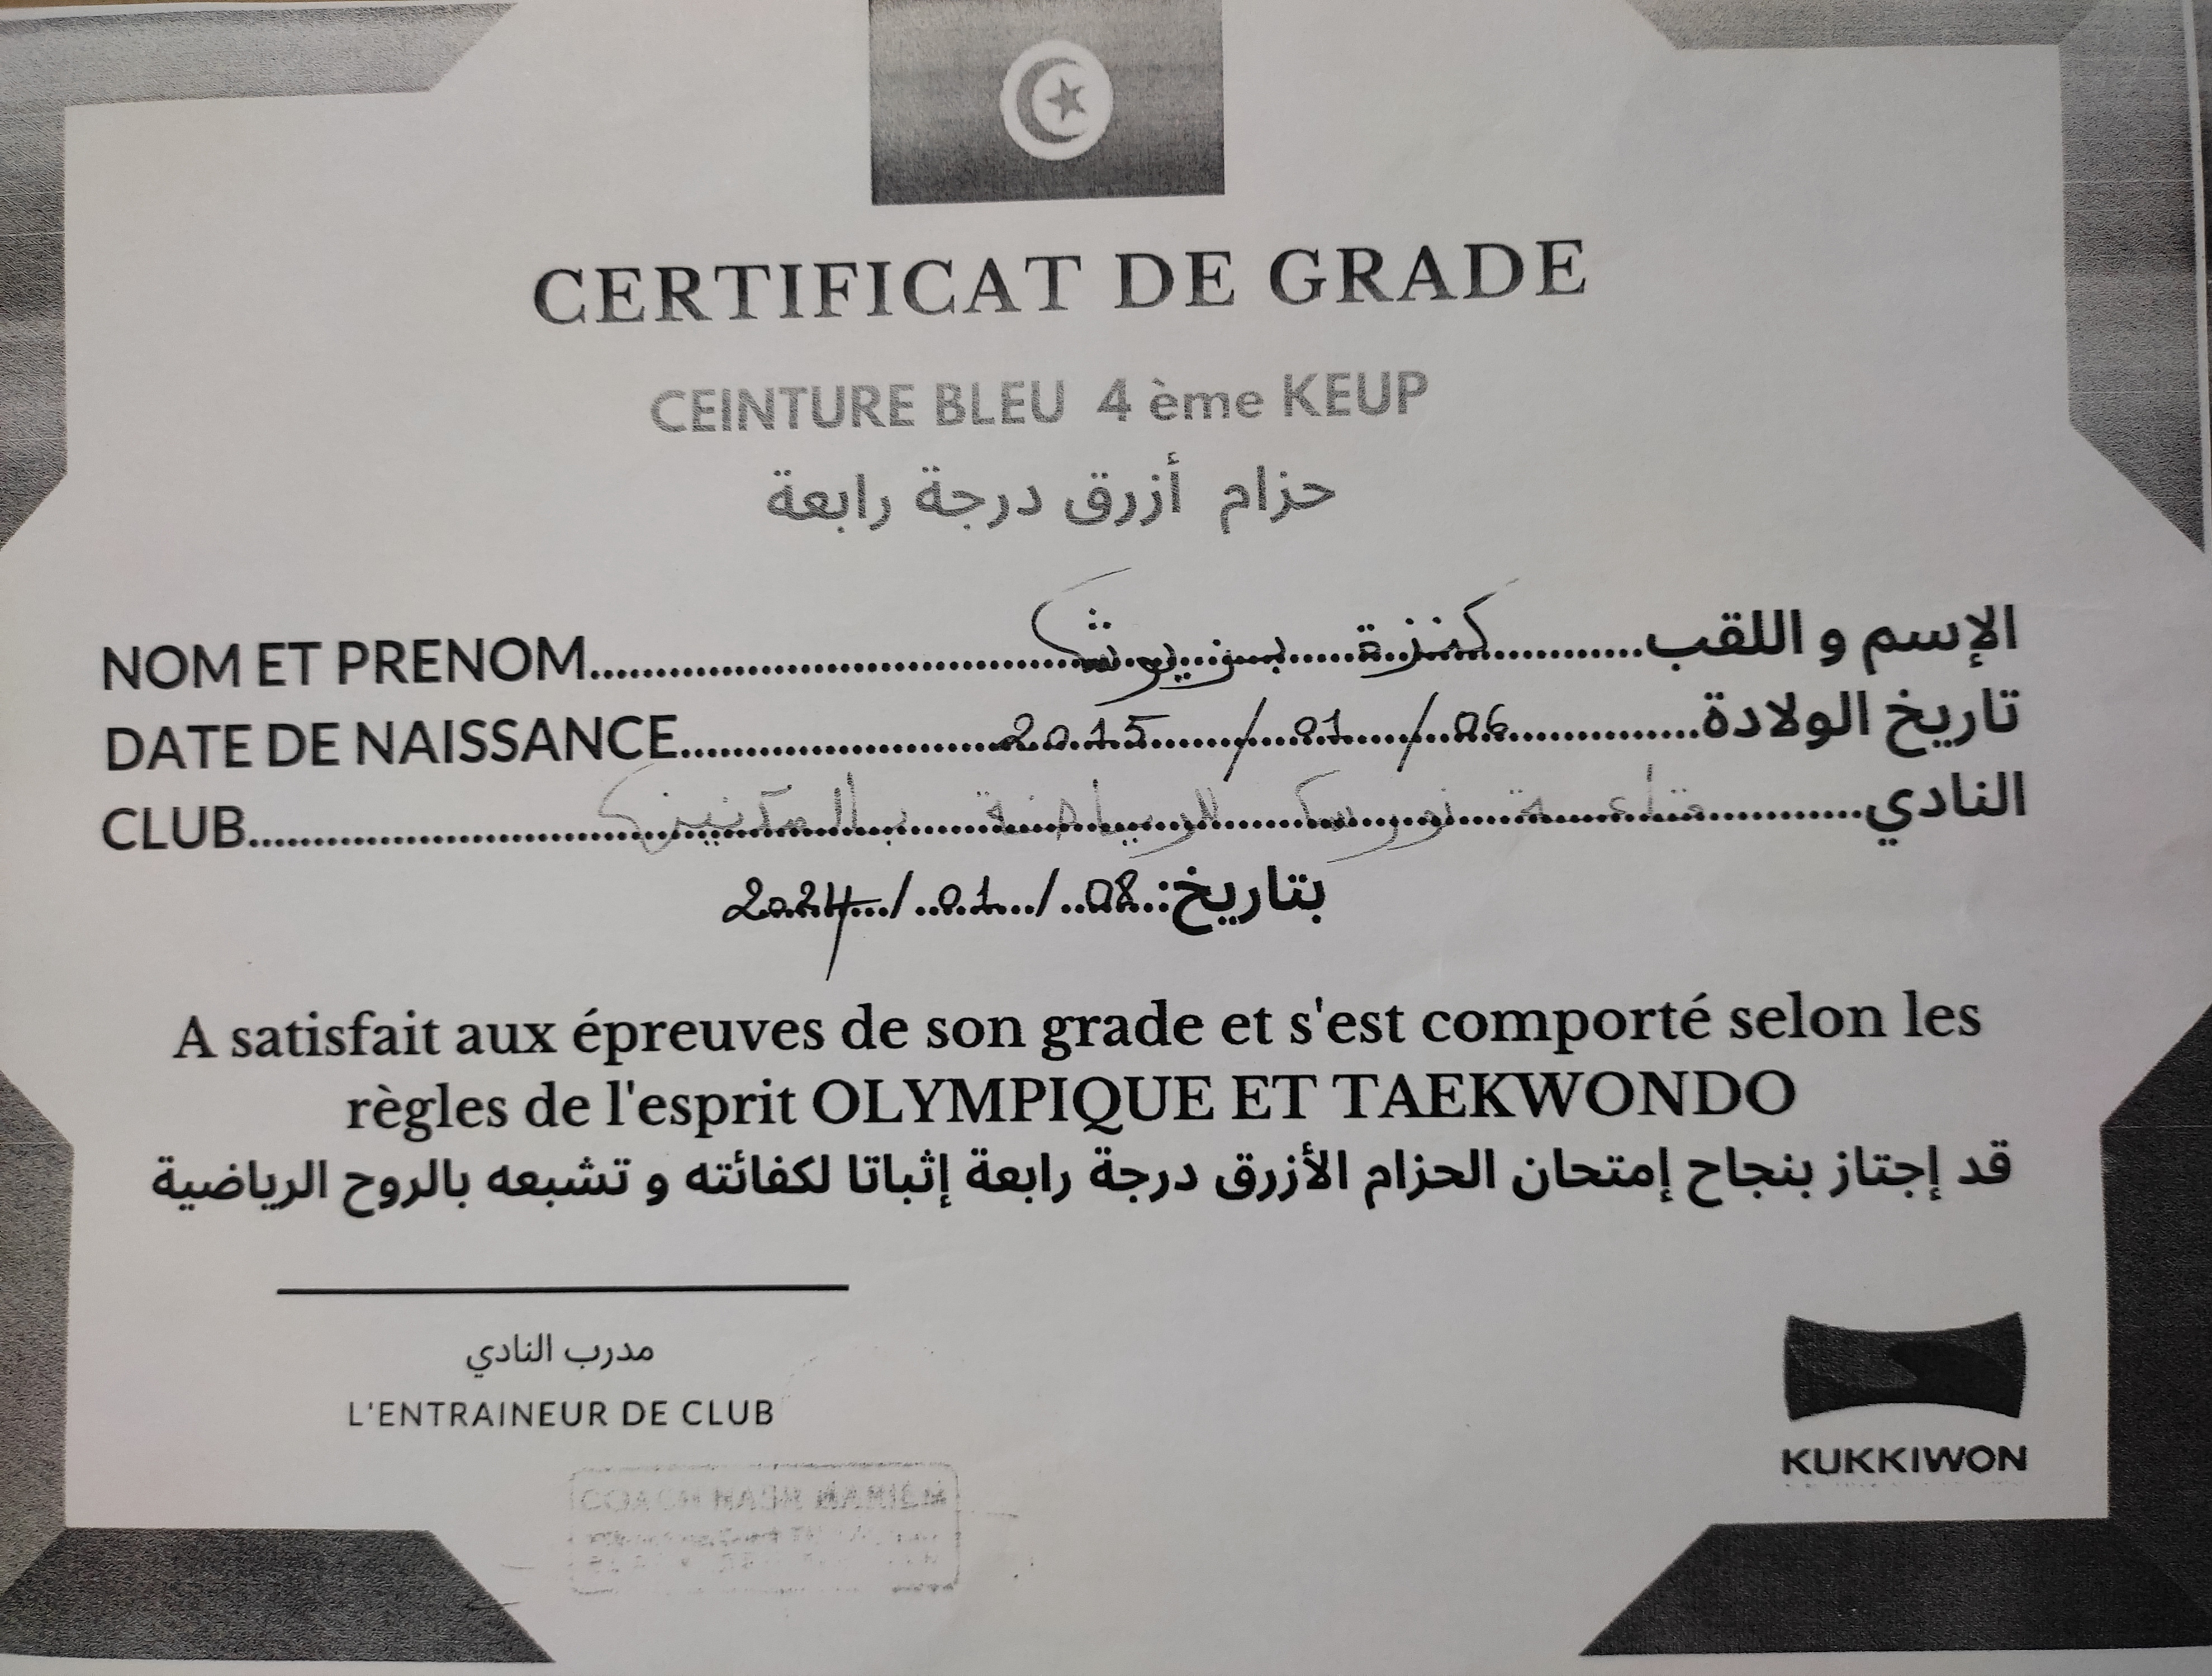 CERTIFICAT DE GRADE
CEINTURE BLEU 4 ème KEUP
حزام أزرق درجة رابعة
الإسم و اللقب كنزة NOM ET PRENOM
تاريخ الولادة 06 / 01 / 2015 DATE DE NAISSANCE
النادي قاعة الرياضة CLUB
بتاريخ: 08 / 01 / 2024
A satisfait aux épreuves de son grade et s'est comporté selon les
règles de l'esprit OLYMPIQUE ET TAEKWONDO
قد إجتاز بنجاح إمتحان الحزام الأزرق درجة رابعة إثباتا لكفائته و تشبعه بالروح الرياضية
مدرب النادي
L'ENTRAINEUR DE CLUB
COACH
KUKKIWON